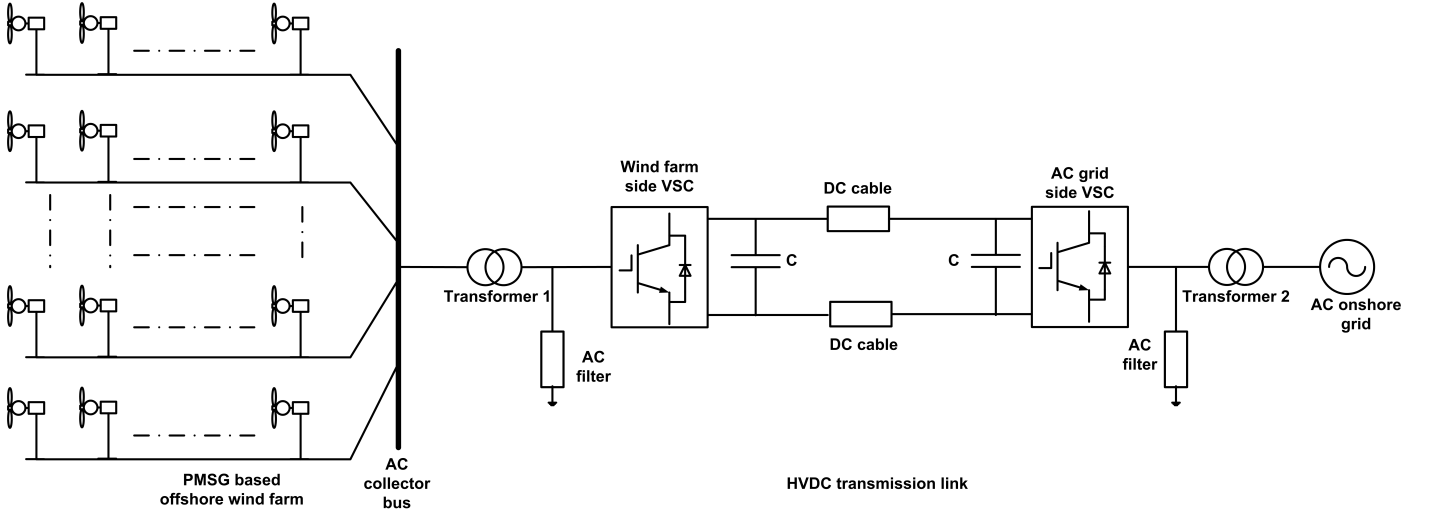 Wind farm
side VSC
DC cable
AC grid
side VSC
C
C
Transformer 1
Transformer 2
AC onshore
grid
DC cable
AC
filter
AC
filter
AC
collector
bus
PMSG based
offshore wind farm
HVDC transmission link